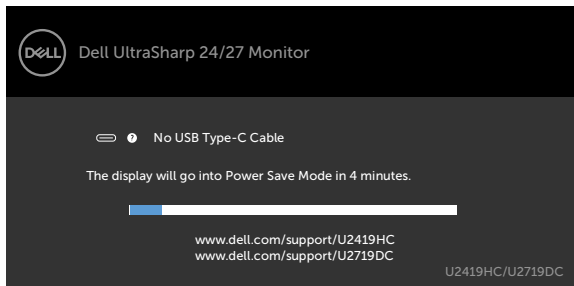 DELL
Dell UltraSharp 24/27 Monitor
? No USB Type-C Cable
The display will go into Power Save Mode in 4 minutes.
www.dell.com/support/U2419HC
www.dell.com/support/U2719DC
U2419HC/U2719DC